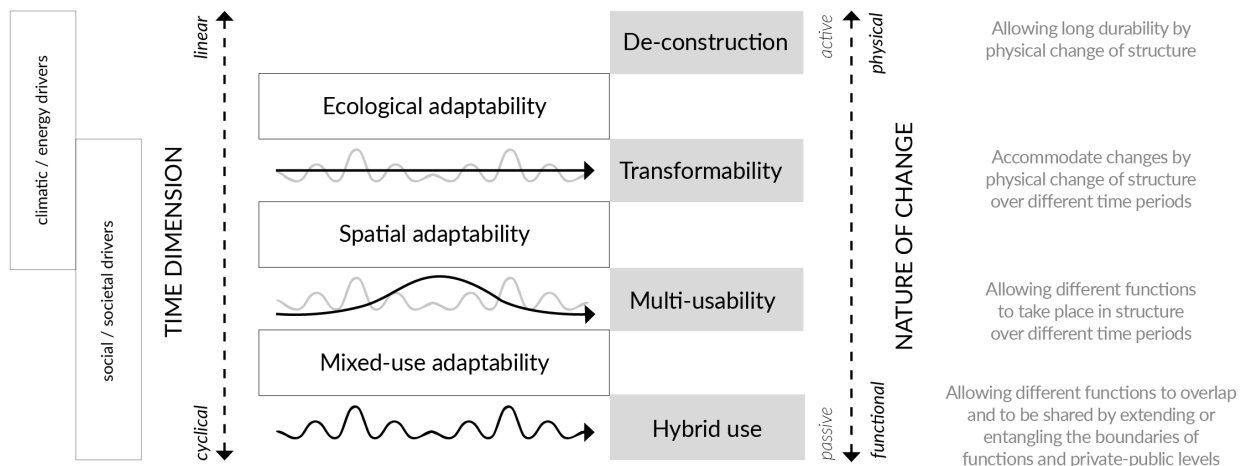 climatic / energy drivers
social / societal drivers
TIME DIMENSION
linear
cyclical
De-construction
Ecological adaptability
Transformability
Spatial adaptability
Multi-usability
Mixed-use adaptability
Hybrid use
active
passive
physical
functional
NATURE OF CHANGE
Allowing long durability by
physical change of structure
Accommodate changes by
physical change of structure
over different time periods
Allowing different functions
to take place in structure
over different time periods
Allowing different functions to overlap
and to be shared by extending or
entangling the boundaries of
functions and private-public levels